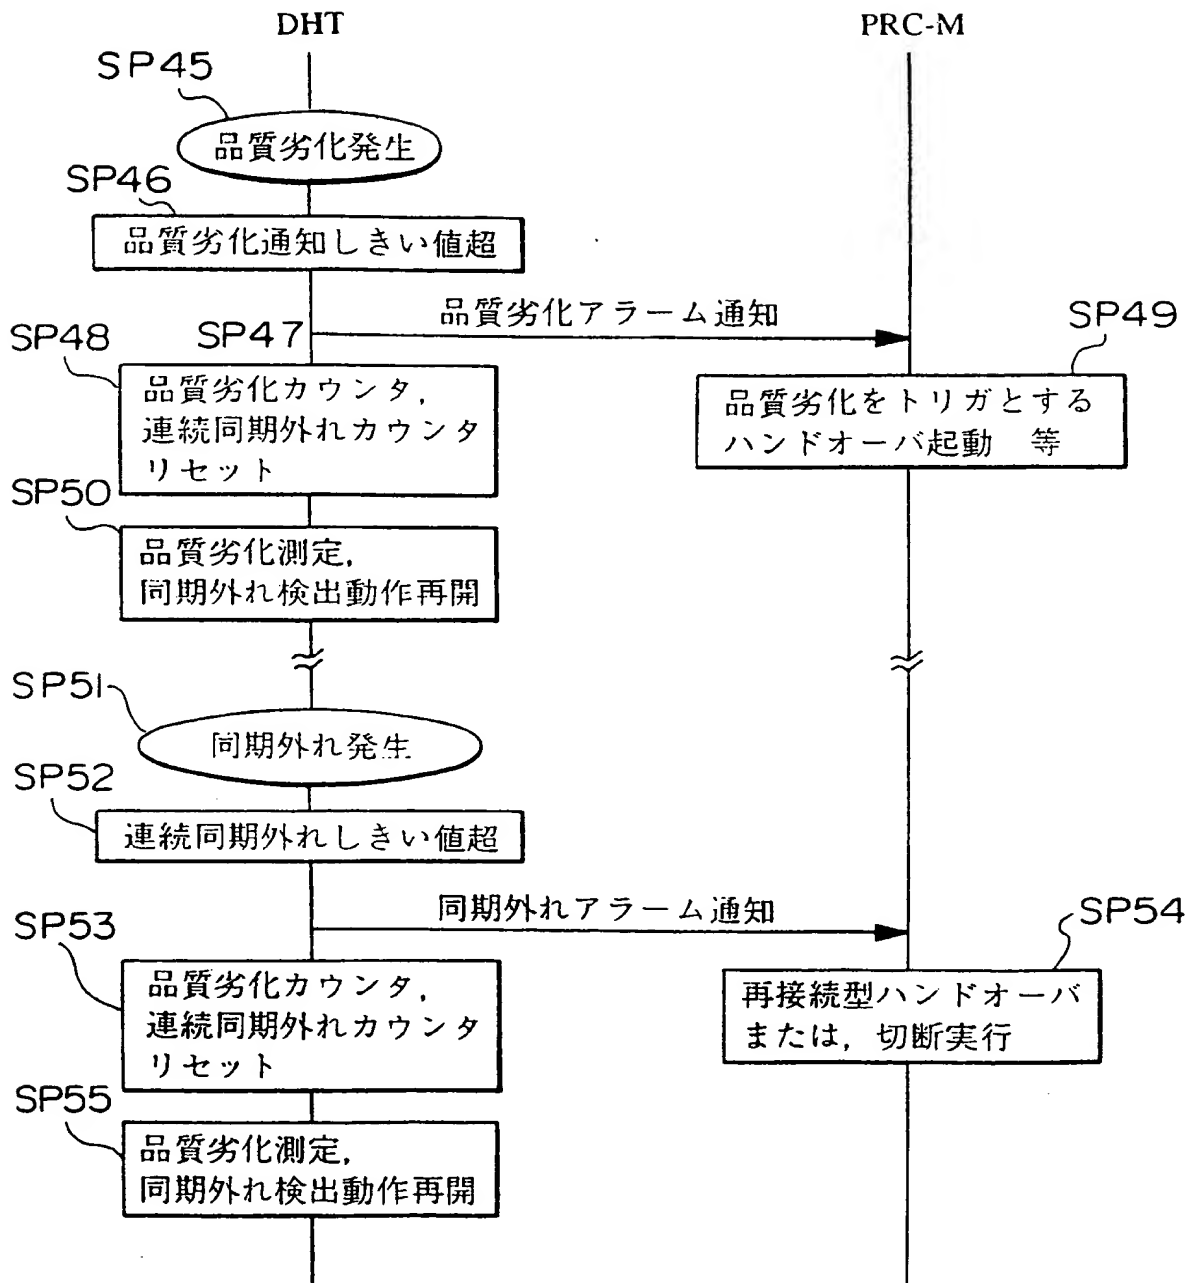 DHT
PRC-M
SP45
品質劣化発生
SP46
品質劣化通知しきい値超
品質劣化アラーム通知
SP47
SP48
品質劣化カウンタ,
連続同期外れカウンタ
リセット
SP49
品質劣化をトリガとする
ハンドオーバ起動 等
SP50
品質劣化測定,
同期外れ検出動作再開
SP51
同期外れ発生
SP52
連続同期外れしきい値超
同期外れアラーム通知
SP53
品質劣化カウンタ,
連続同期外れカウンタ
リセット
SP54
再接続型ハンドオーバ
または, 切断実行
SP55
品質劣化測定,
同期外れ検出動作再開